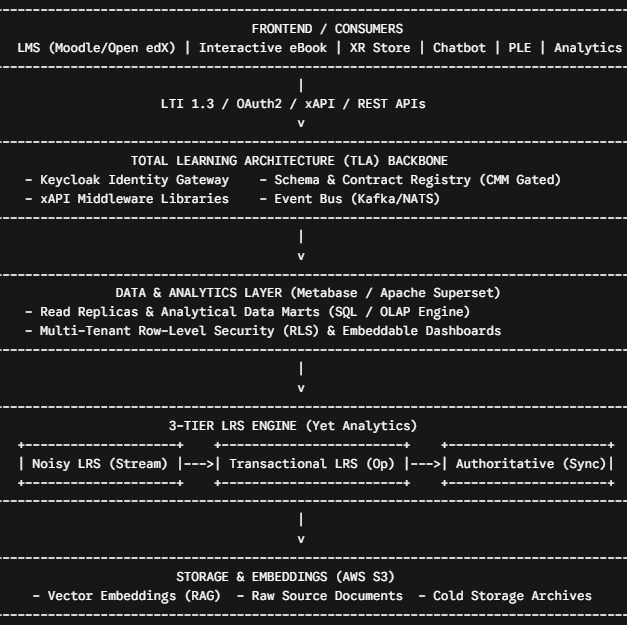 FRONTEND / CONSUMERS
LMS (Moodle/Open edX) | Interactive eBook | XR Store | Chatbot | PLE | Analytics
|
LTI 1.3 / OAuth2 / xAPI / REST APIs
v
TOTAL LEARNING ARCHITECTURE (TLA) BACKBONE
- Keycloak Identity Gateway    - Schema & Contract Registry (CMM Gated)
- xAPI Middleware Libraries    - Event Bus (Kafka/NATS)
|
v
DATA & ANALYTICS LAYER (Metabase / Apache Superset)
- Read Replicas & Analytical Data Marts (SQL / OLAP Engine)
- Multi-Tenant Row-Level Security (RLS) & Embeddable Dashboards
|
v
3-TIER LRS ENGINE (Yet Analytics)
+--------------------+    +------------------------+    +---------------------+
| Noisy LRS (Stream) |--->| Transactional LRS (Op) |--->| Authoritative (Sync)|
+--------------------+    +------------------------+    +---------------------+
|
v
STORAGE & EMBEDDINGS (AWS S3)
- Vector Embeddings (RAG)  - Raw Source Documents  - Cold Storage Archives